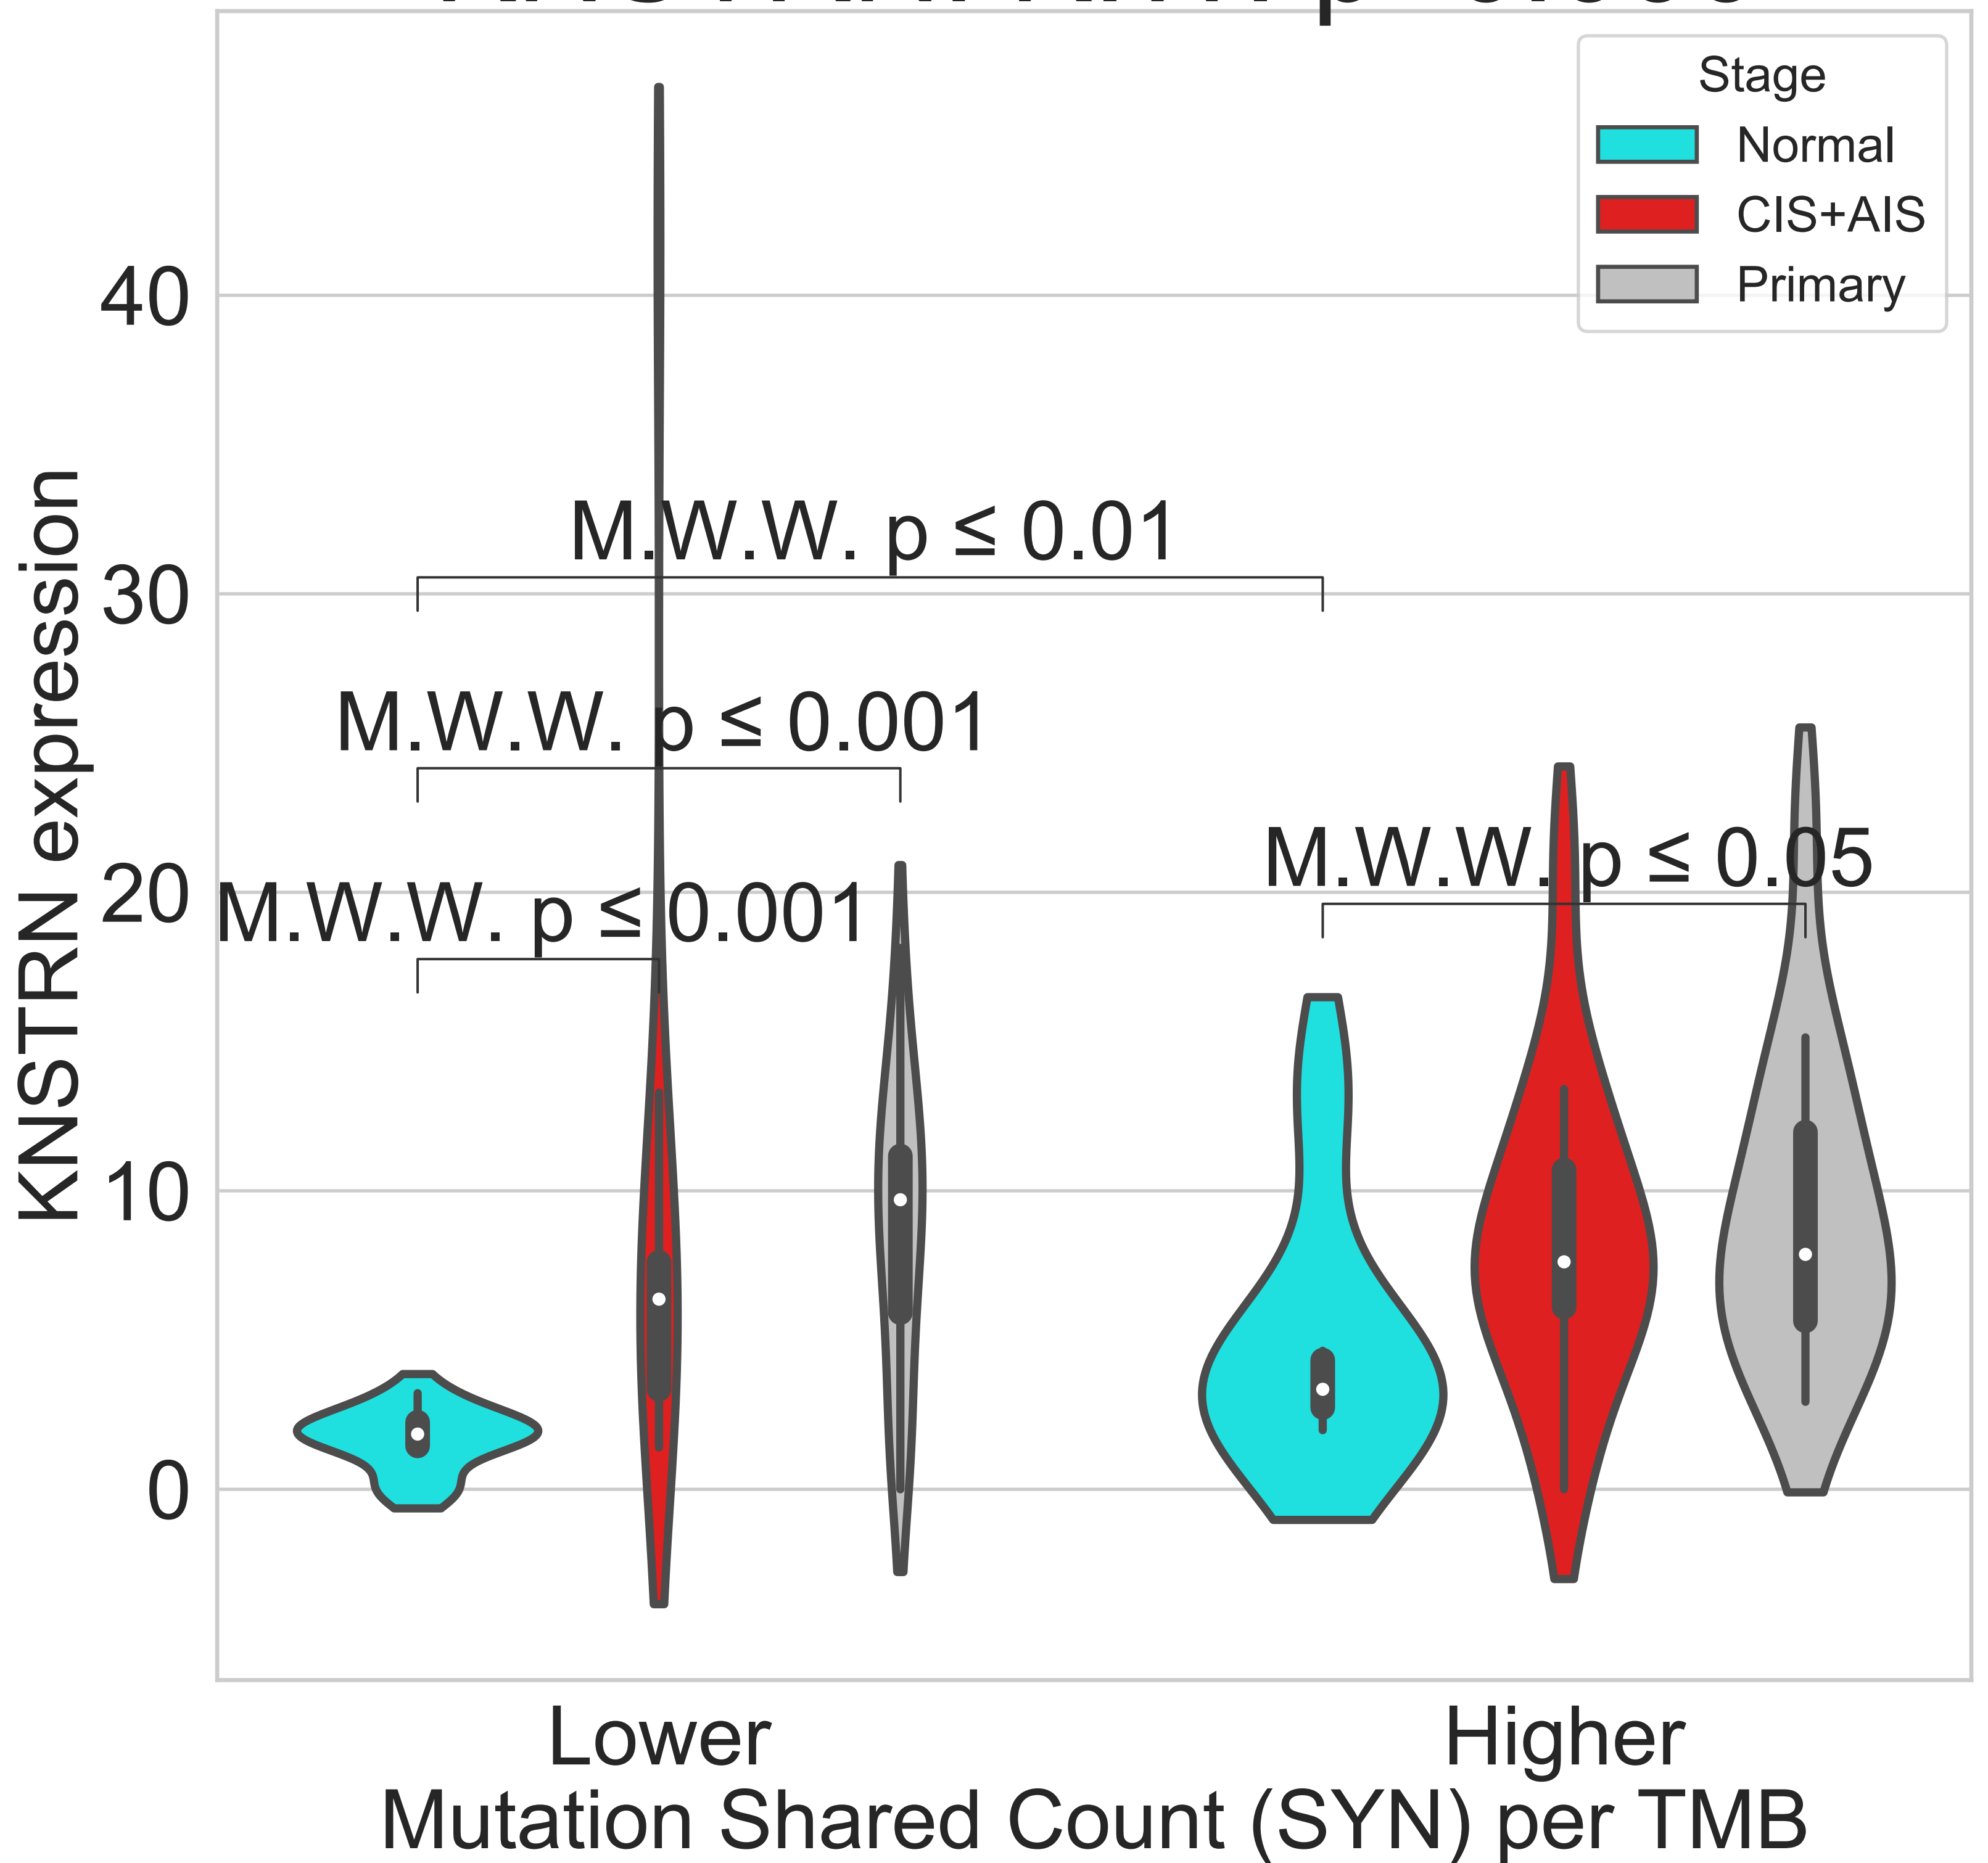 Stage
Normal
CIS+AIS
Primary
40
30
20
10
0
KNSTRN expression
M.W.W. p ≤ 0.01
M.W.W. p ≤ 0.001
M.W.W. p ≤ 0.001
M.W.W. p ≤ 0.05
Lower
Higher
Mutation Shared Count (SYN) per TMB